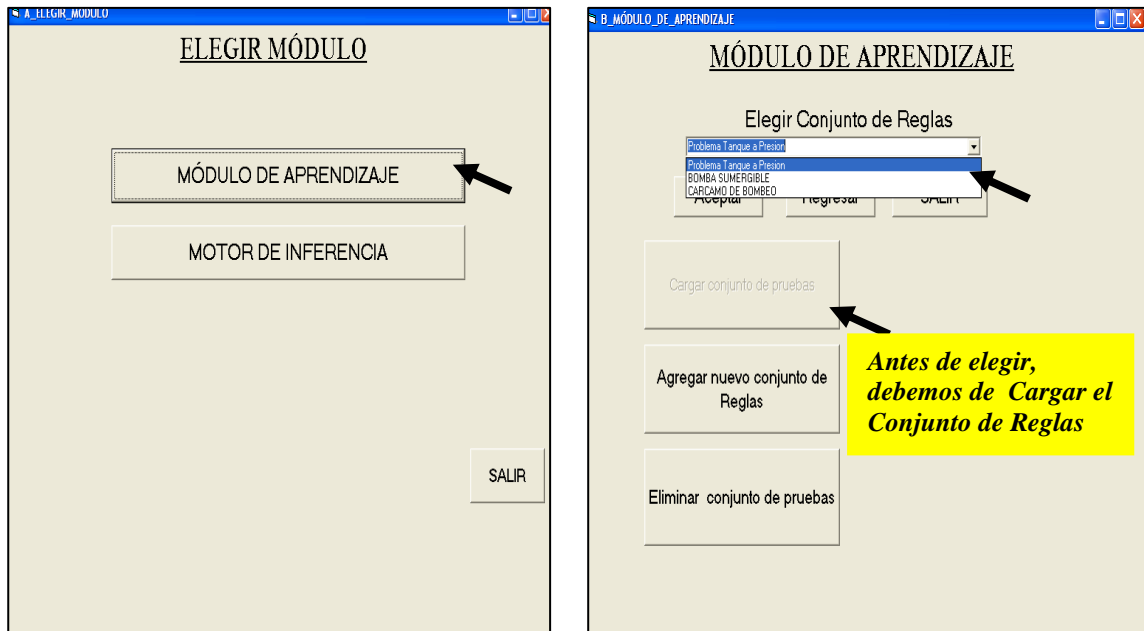 A_ELEGIR_MODULO
ELEGIR MÓDULO
MÓDULO DE APRENDIZAJE
MOTOR DE INFERENCIA
SALIR
B_MÓDULO_DE_APRENDIZAJE
MÓDULO DE APRENDIZAJE
Elegir Conjunto de Reglas
Problema Tanque a Presion
Problema Tanque a Presion
BOMBA SUMERGIBLE
CARCAMO DE BOMBEO
Aceptar Regresar SALIR
Cargar conjunto de pruebas
Agregar nuevo conjunto de
Reglas
Eliminar conjunto de pruebas
Antes de elegir,
debemos de Cargar el
Conjunto de Reglas